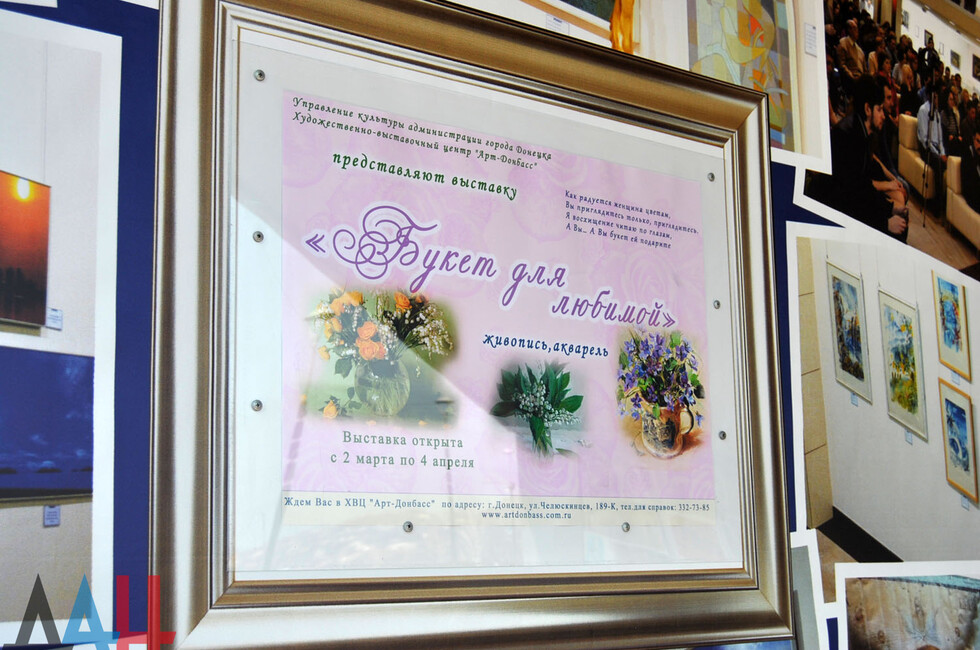 Управление культуры администрации города Донецка
Художественно-выставочный центр "Арт-Донбасс"
представляют выставку
Как радуется женщина цветам,
Вы приглядитесь только, приглядитесь.
Я восхищение читаю по глазам,
А Вы... А Вы букет ей подарите
«Букет для
любимой»
живопись,акварель
Выставка открыта
с 2 марта по 4 апреля
Ждем Вас в ХВЦ "Арт-Донбасс" по адресу: г.Донецк, ул.Челюскинцев, 189-К, тел.для справок: 332-73-85
www.artdonbass.com.ru
ДАН